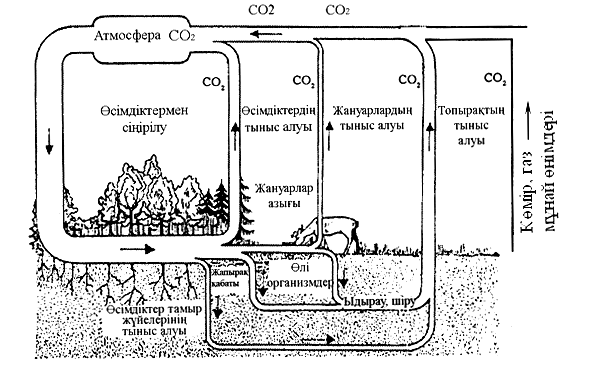 CO2 CO₂
Атмосфера CO₂
CO₂ CO₂ CO₂ CO₂
Өсімдіктермен
сіңірілу
Өсімдіктердің
тыныс алуы
Жануарлардың
тыныс алуы
Топырақтың
тыныс
алуы
Көмір, газ
мұнай өнімдері
Жануарлар
азығы
Жапырақ
қабаты
Өлі
организмдер
Ыдырау, шіру
Өсімдіктер тамыр
жүйелерінің
тыныс алуы